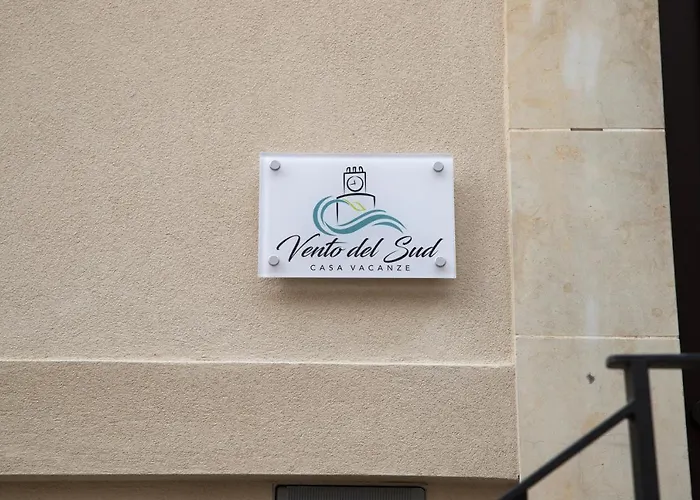 Vento del Sud
CASA VACANZE